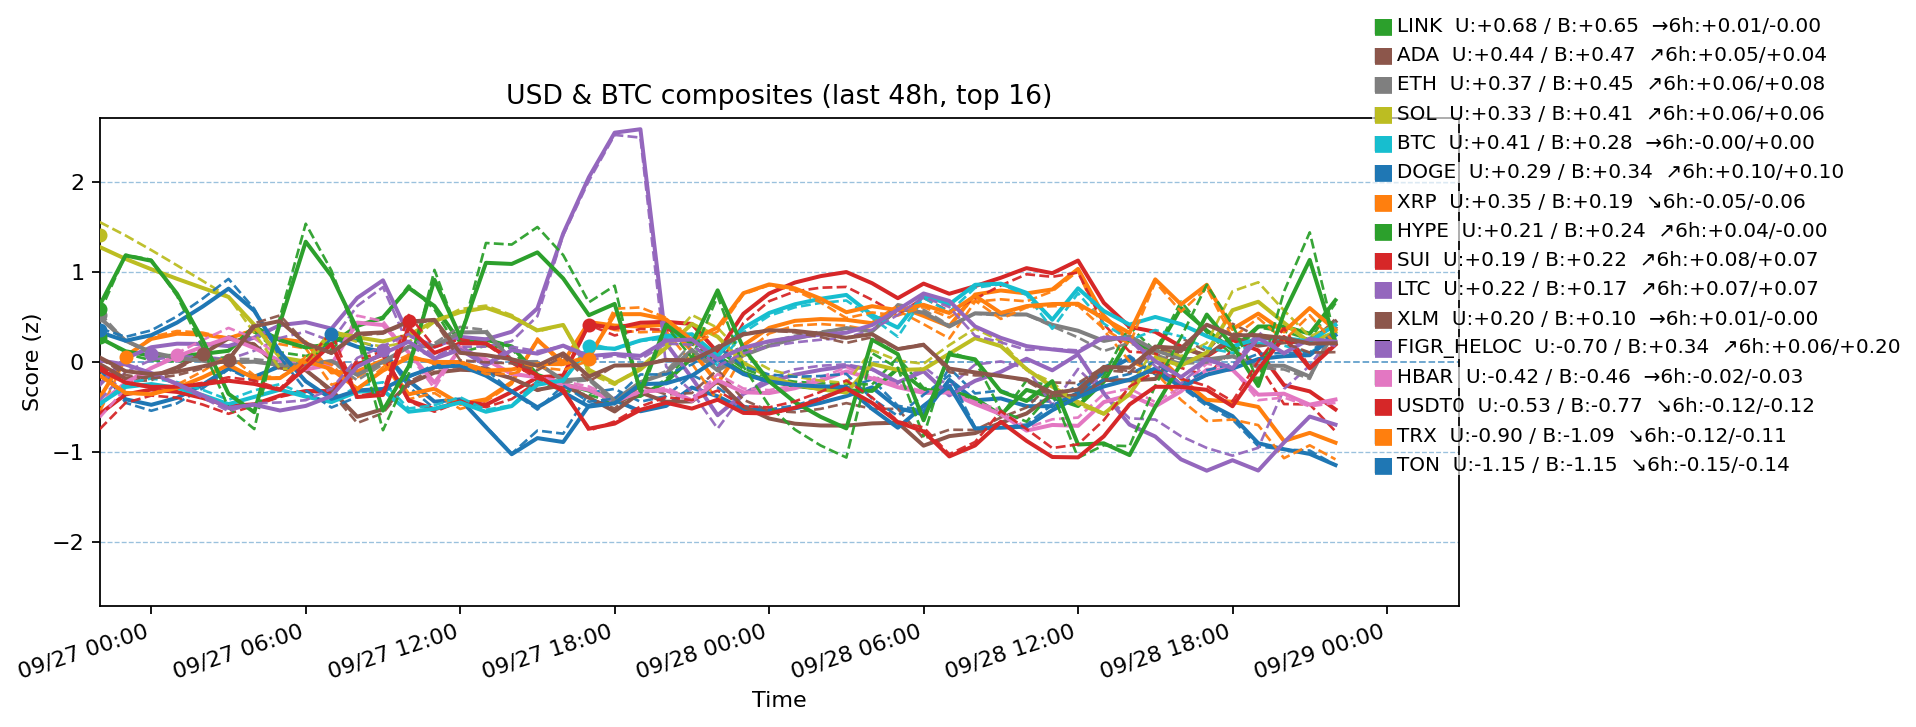 LINK U:+0.68 / B:+0.65 →6h:+0.01/-0.00
ADA U:+0.44 / B:+0.47 ↗6h:+0.05/+0.04
ETH U:+0.37 / B:+0.45 ↗6h:+0.06/+0.08
SOL U:+0.33 / B:+0.41 ↗6h:+0.06/+0.06
BTC U:+0.41 / B:+0.28 →6h:-0.00/+0.00
DOGE U:+0.29 / B:+0.34 ↗6h:+0.10/+0.10
XRP U:+0.35 / B:+0.19 ↘6h:-0.05/-0.06
HYPE U:+0.21 / B:+0.24 ↗6h:+0.04/-0.00
SUI U:+0.19 / B:+0.22 ↗6h:+0.08/+0.07
LTC U:+0.22 / B:+0.17 ↗6h:+0.07/+0.07
XLM U:+0.20 / B:+0.10 →6h:+0.01/-0.00
FIGR_HELOC U:-0.70 / B:+0.34 ↗6h:+0.06/+0.20
HBAR U:-0.42 / B:-0.46 →6h:-0.02/-0.03
USDT0 U:-0.53 / B:-0.77 ↘6h:-0.12/-0.12
TRX U:-0.90 / B:-1.09 ↘6h:-0.12/-0.11
TON U:-1.15 / B:-1.15 ↘6h:-0.15/-0.14
USD & BTC composites (last 48h, top 16)
Score (z)
2
1
0
−1
−2
09/27 00:00
09/27 06:00
09/27 12:00
09/27 18:00
09/28 00:00
09/28 06:00
09/28 12:00
09/28 18:00
09/29 00:00
Time